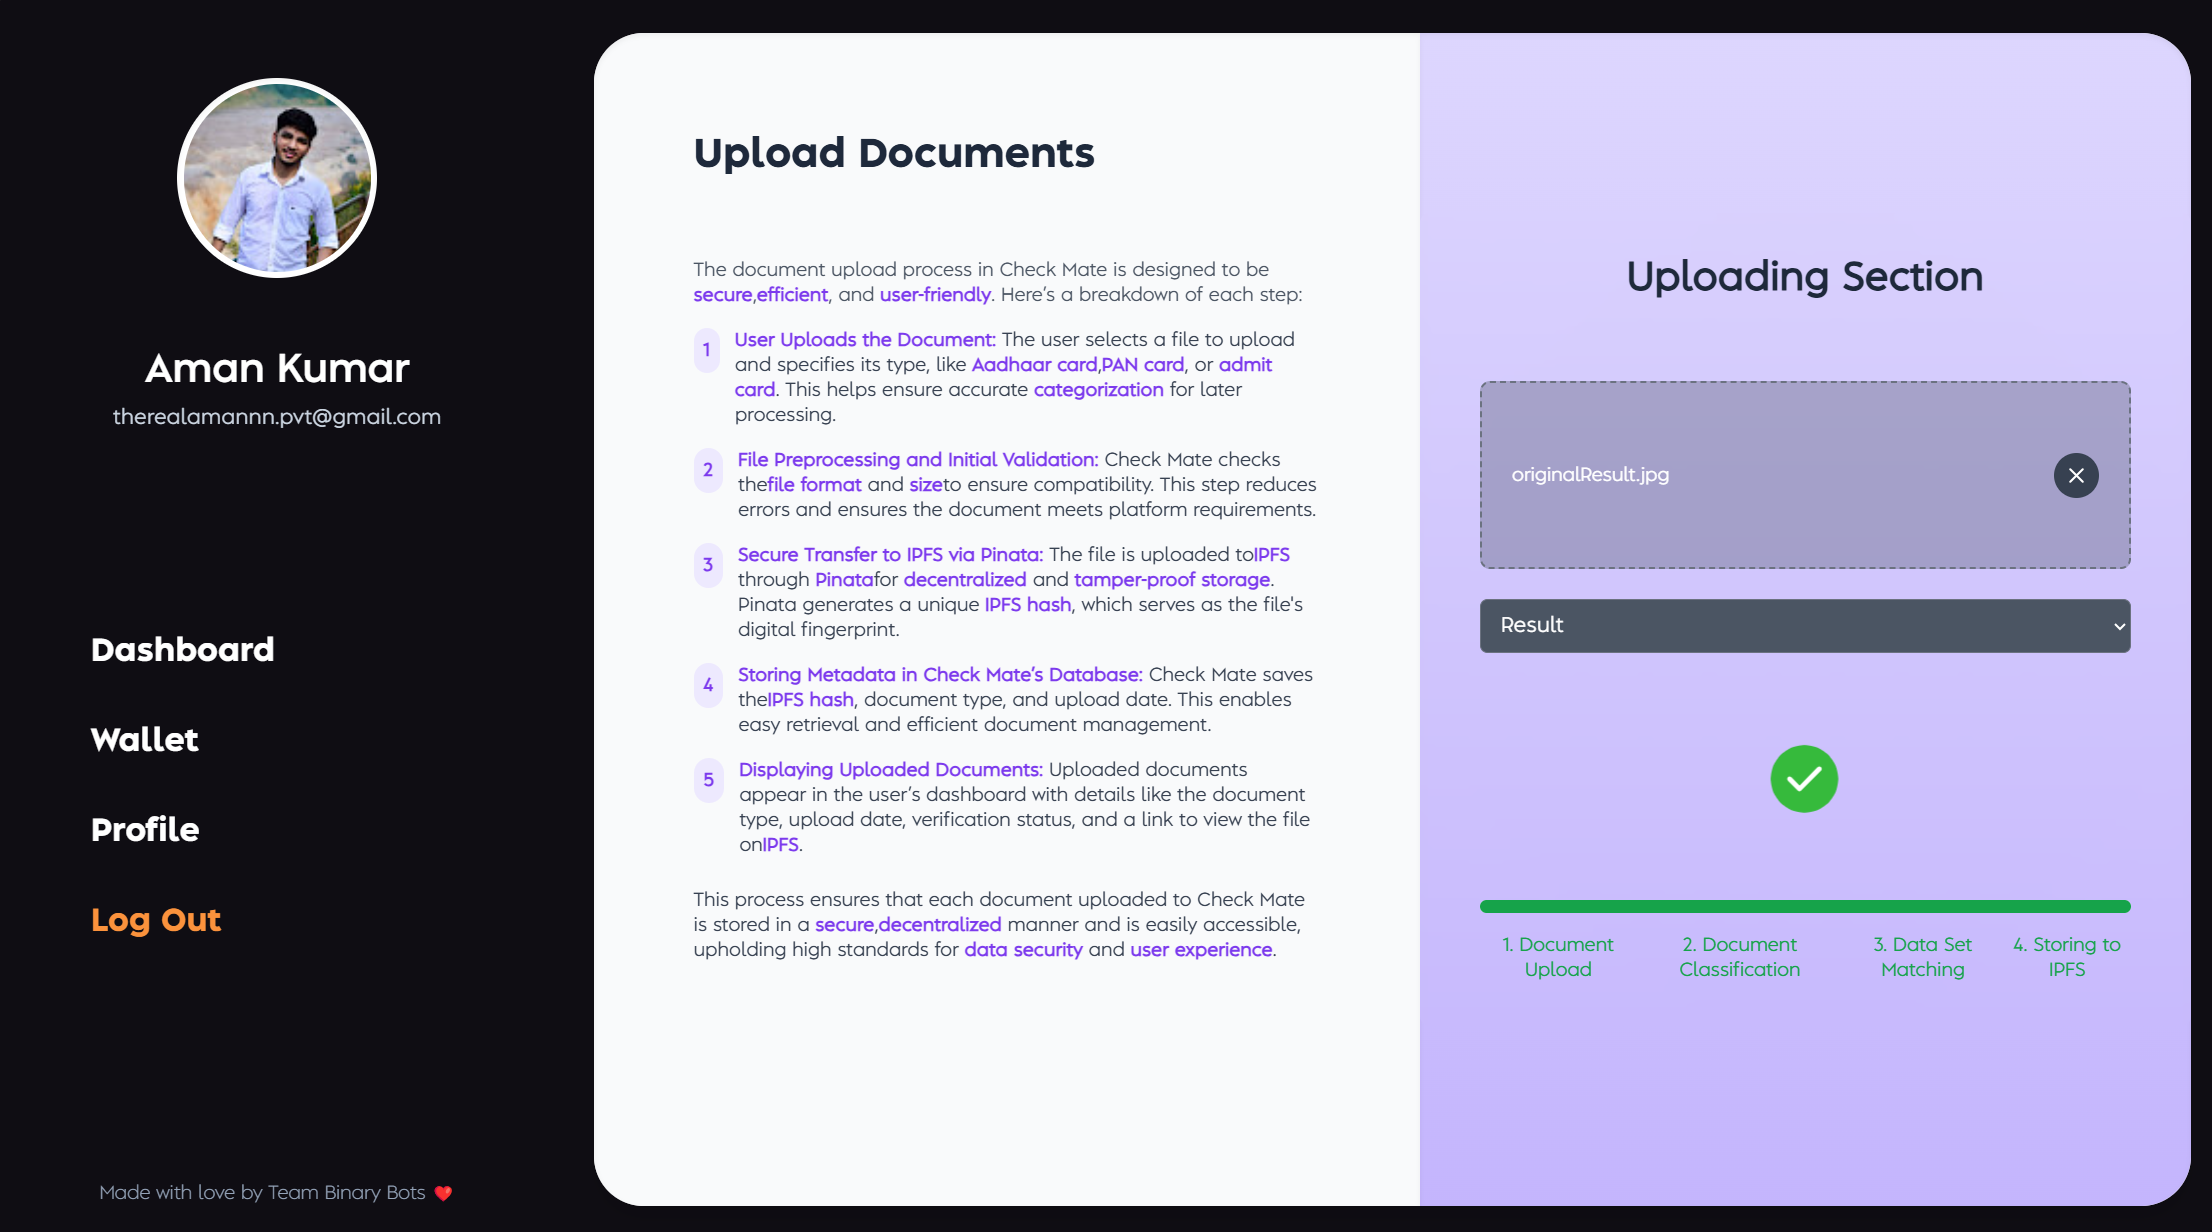 Aman Kumar
therealamannn.pvt@gmail.com
Dashboard
Wallet
Profile
Log Out
Made with love by Team Binary Bots ❤️
Upload Documents
The document upload process in Check Mate is designed to be
secure,efficient, and user-friendly. Here’s a breakdown of each step:
1 User Uploads the Document: The user selects a file to upload
and specifies its type, like Aadhaar card,PAN card, or admit
card. This helps ensure accurate categorization for later
processing.
2 File Preprocessing and Initial Validation: Check Mate checks
thefile format and sizeto ensure compatibility. This step reduces
errors and ensures the document meets platform requirements.
3 Secure Transfer to IPFS via Pinata: The file is uploaded toIPFS
through Pinatafor decentralized and tamper-proof storage.
Pinata generates a unique IPFS hash, which serves as the file's
digital fingerprint.
4 Storing Metadata in Check Mate’s Database: Check Mate saves
theIPFS hash, document type, and upload date. This enables
easy retrieval and efficient document management.
5 Displaying Uploaded Documents: Uploaded documents
appear in the user’s dashboard with details like the document
type, upload date, verification status, and a link to view the file
onIPFS.
This process ensures that each document uploaded to Check Mate
is stored in a secure,decentralized manner and is easily accessible,
upholding high standards for data security and user experience.
Uploading Section
originalResult.jpg
Result
1. Document
Upload
2. Document
Classification
3. Data Set
Matching
4. Storing to
IPFS